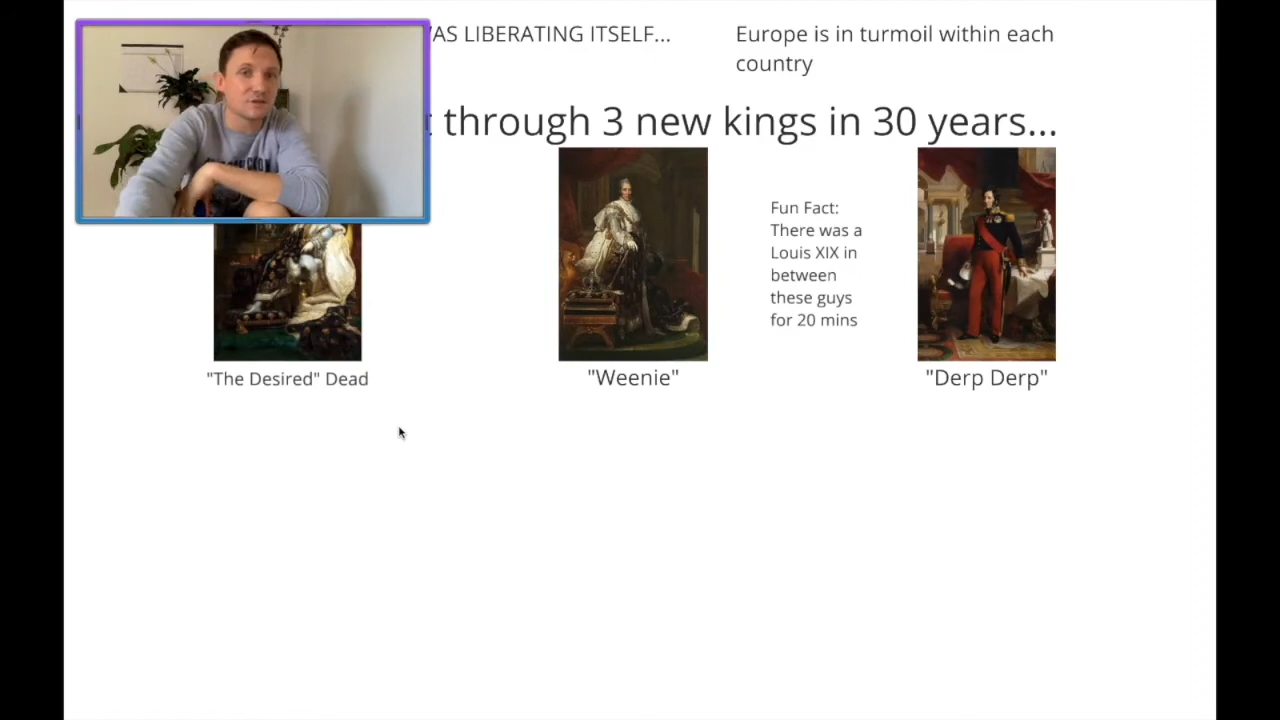 AS LIBERATING ITSELF...
Europe is in turmoil within each
country
through 3 new kings in 30 years...
Fun Fact:
There was a
Louis XIX in
between
these guys
for 20 mins
"The Desired" Dead
"Weenie"
"Derp Derp"